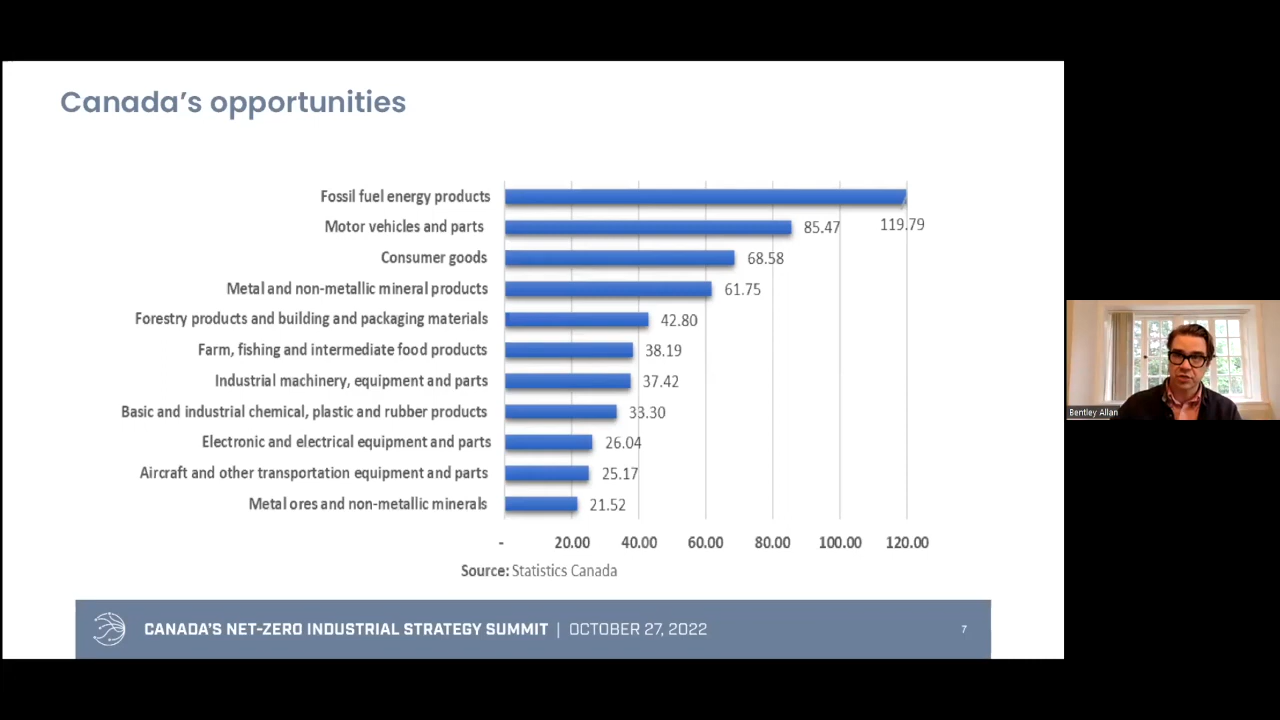 Canada's opportunities
Fossil fuel energy products
119.79
Motor vehicles and parts
85.47
Consumer goods
68.58
Metal and non-metallic mineral products
61.75
Forestry products and building and packaging materials
42.80
Farm, fishing and intermediate food products
38.19
Industrial machinery, equipment and parts
37.42
Basic and industrial chemical, plastic and rubber products
33.30
Electronic and electrical equipment and parts
26.04
Aircraft and other transportation equipment and parts
25.17
Metal ores and non-metallic minerals
21.52
- 20.00 40.00 60.00 80.00 100.00 120.00
Source: Statistics Canada
CANADA'S NET-ZERO INDUSTRIAL STRATEGY SUMMIT | OCTOBER 27, 2022
7
Bentley Allan